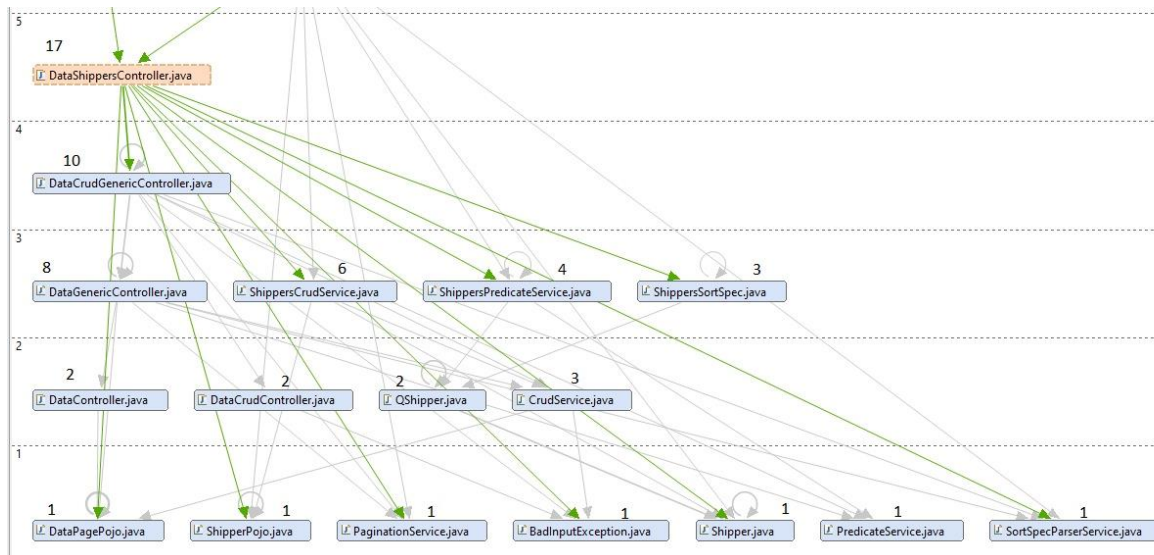 5
17
DataShippersController.java
4
10
DataCrudGenericController.java
3
8 6 4 3
DataGenericController.java ShippersCrudService.java ShippersPredicateService.java ShippersSortSpec.java
2
2 2 2 3
DataController.java DataCrudController.java QShipper.java CrudService.java
1
1 1 1 1 1 1 1
DataPagePojo.java ShipperPojo.java PaginationService.java BadInputException.java Shipper.java PredicateService.java SortSpecParserService.java